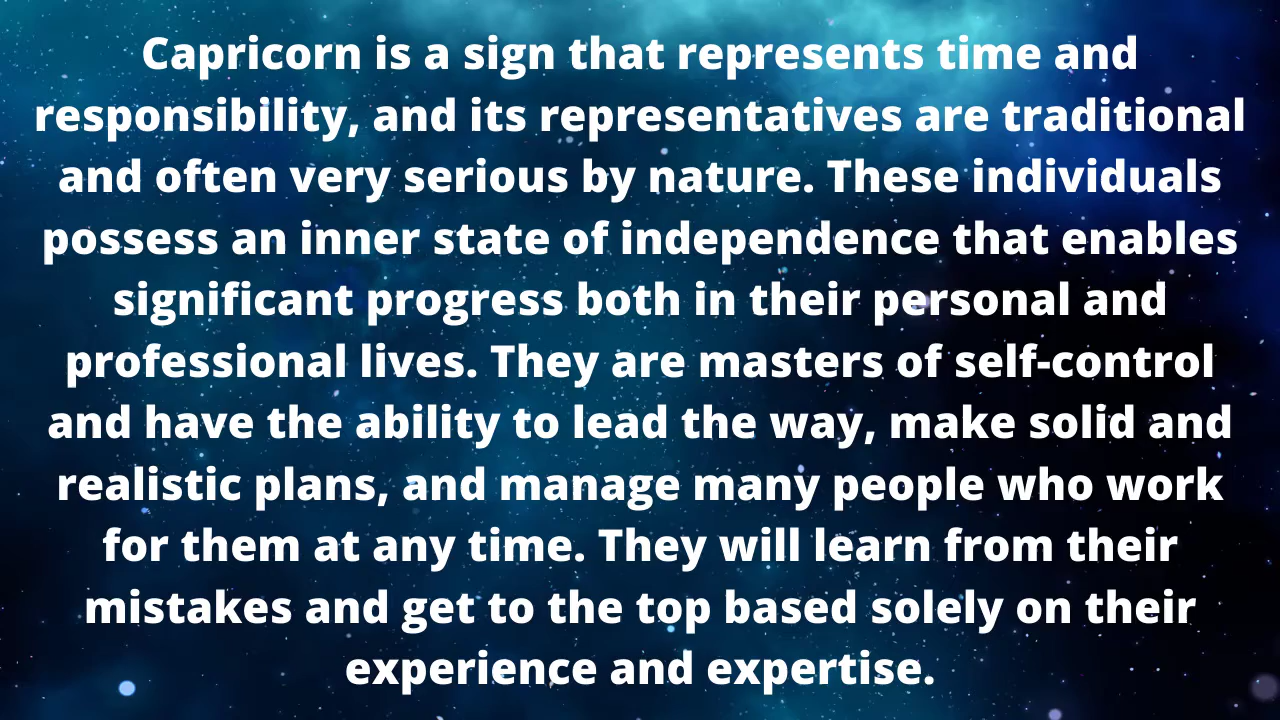 Capricorn is a sign that represents time and
responsibility, and its representatives are traditional
and often very serious by nature. These individuals
possess an inner state of independence that enables
significant progress both in their personal and
professional lives. They are masters of self-control
and have the ability to lead the way, make solid and
realistic plans, and manage many people who work
for them at any time. They will learn from their
mistakes and get to the top based solely on their
experience and expertise.